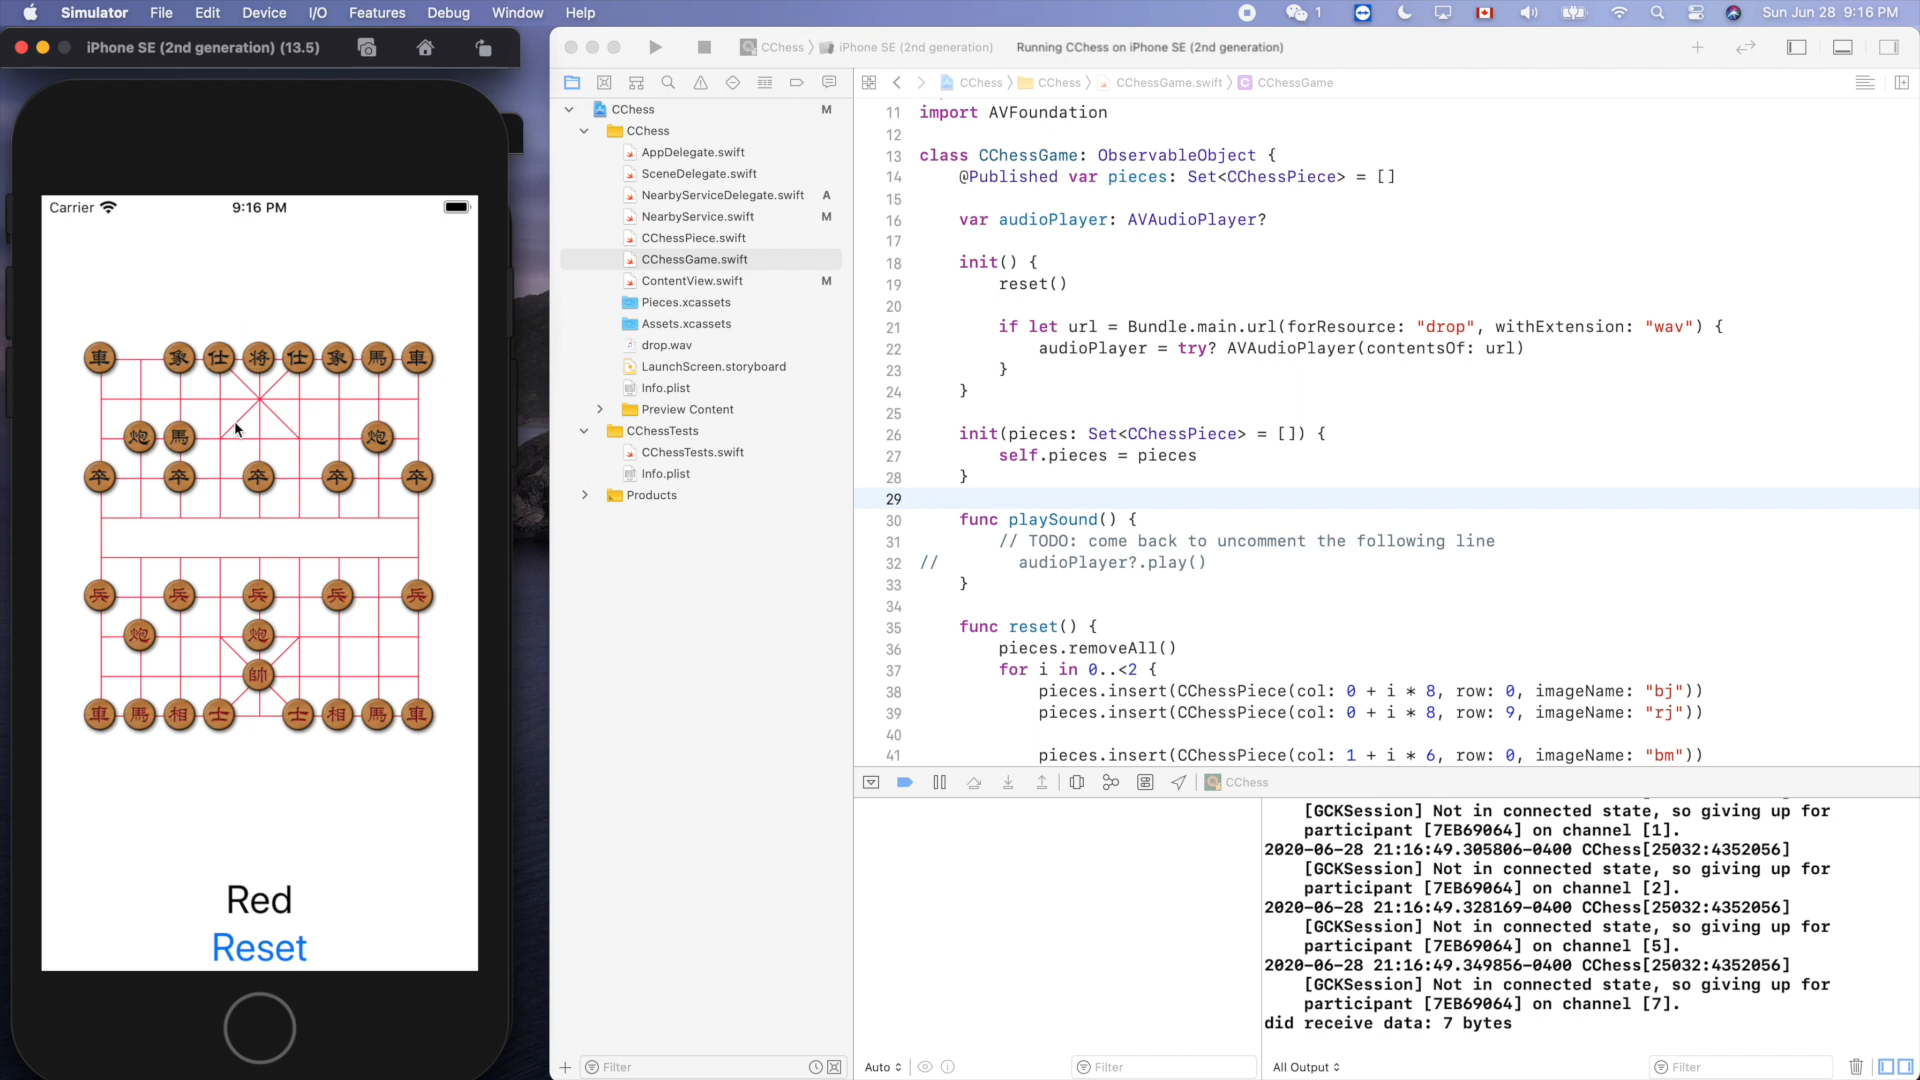 Simulator File Edit Device I/O Features Debug Window Help 1 Sun Jun 28 9:16 PM
iPhone SE (2nd generation) (13.5)
CChess iPhone SE (2nd generation) Running CChess on iPhone SE (2nd generation)
CChess CChess CChessGame.swift C CChessGame
Carrier 9:16 PM
車 象 仕 将 仕 象 馬 車
炮 馬 炮
卒 卒 卒 卒 卒
兵 兵 兵 兵 兵
炮 炮
帥
車 馬 相 士 士 相 馬 車
Red
Reset
CChess M
CChess
AppDelegate.swift
SceneDelegate.swift
NearbyServiceDelegate.swift A
NearbyService.swift M
CChessPiece.swift
CChessGame.swift
ContentView.swift M
Pieces.xcassets
Assets.xcassets
drop.wav
LaunchScreen.storyboard
Info.plist
Preview Content
CChessTests
CChessTests.swift
Info.plist
Products
Filter
11 import AVFoundation
12
13 class CChessGame: ObservableObject {
14 @Published var pieces: Set<CChessPiece> = []
15
16 var audioPlayer: AVAudioPlayer?
17
18 init() {
19 reset()
20
21 if let url = Bundle.main.url(forResource: "drop", withExtension: "wav") {
22 audioPlayer = try? AVAudioPlayer(contentsOf: url)
23 }
24 }
25
26 init(pieces: Set<CChessPiece> = []) {
27 self.pieces = pieces
28 }
29
30 func playSound() {
31 // TODO: come back to uncomment the following line
32 // audioPlayer?.play()
33 }
34
35 func reset() {
36 pieces.removeAll()
37 for i in 0..<2 {
38 pieces.insert(CChessPiece(col: 0 + i * 8, row: 0, imageName: "bj"))
39 pieces.insert(CChessPiece(col: 0 + i * 8, row: 9, imageName: "rj"))
40
41 pieces.insert(CChessPiece(col: 1 + i * 6, row: 0, imageName: "bm"))
CChess
[GCKSession] Not in connected state, so giving up for
participant [7EB69064] on channel [1].
2020-06-28 21:16:49.305806-0400 CChess[25032:4352056]
[GCKSession] Not in connected state, so giving up for
participant [7EB69064] on channel [2].
2020-06-28 21:16:49.328169-0400 CChess[25032:4352056]
[GCKSession] Not in connected state, so giving up for
participant [7EB69064] on channel [5].
2020-06-28 21:16:49.349856-0400 CChess[25032:4352056]
[GCKSession] Not in connected state, so giving up for
participant [7EB69064] on channel [7].
did receive data: 7 bytes
Auto Filter All Output Filter